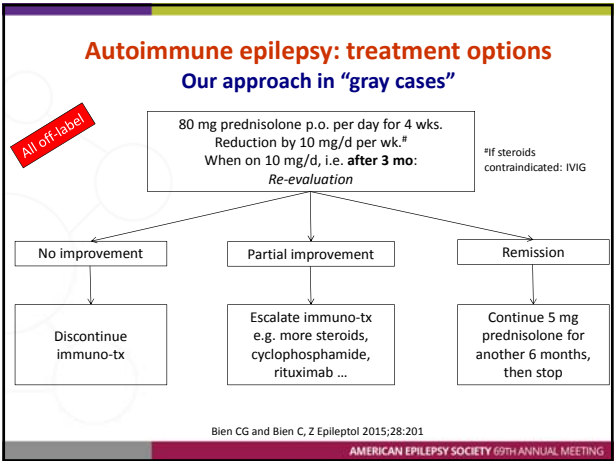 Autoimmune epilepsy: treatment options
Our approach in “gray cases”
All off-label
80 mg prednisolone p.o. per day for 4 wks.
Reduction by 10 mg/d per wk.#
When on 10 mg/d, i.e. after 3 mo:
Re-evaluation
#If steroids
contraindicated: IVIG
No improvement
Partial improvement
Remission
Discontinue
immuno-tx
Escalate immuno-tx
e.g. more steroids,
cyclophosphamide,
rituximab …
Continue 5 mg
prednisolone for
another 6 months,
then stop
Bien CG and Bien C, Z Epileptol 2015;28:201
AMERICAN EPILEPSY SOCIETY 69TH ANNUAL MEETING